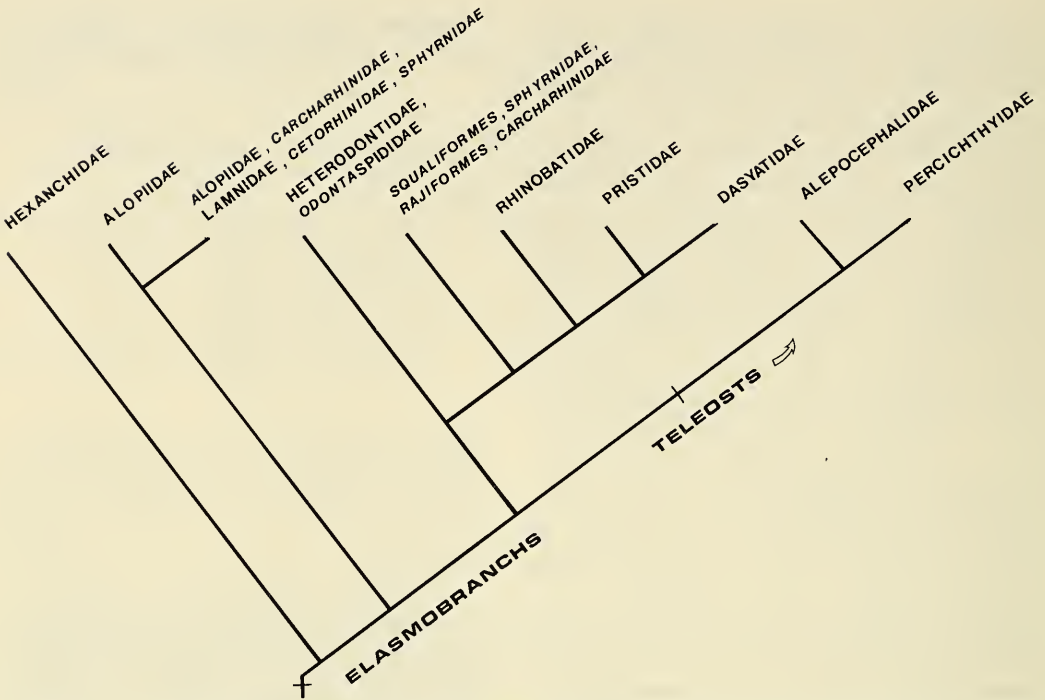 HEXANCHIDAE
ALOPIIDAE
ALOPIIDAE, CARCHARHINIDAE,
LAMNIDAE, CETORHINIDAE, SPHYRNIDAE
HETERODONTIDAE,
ODONTASPIDIDAE
SQUALIFORMES, SPHYRNIDAE,
RAJIFORMES, CARCHARHINIDAE
RHINOBATIDAE
PRISTIDAE
DASYATIDAE
ALEPOCEPHALIDAE
PERCICHTHYIDAE
TELEOSTS
ELASMOBRANCHS